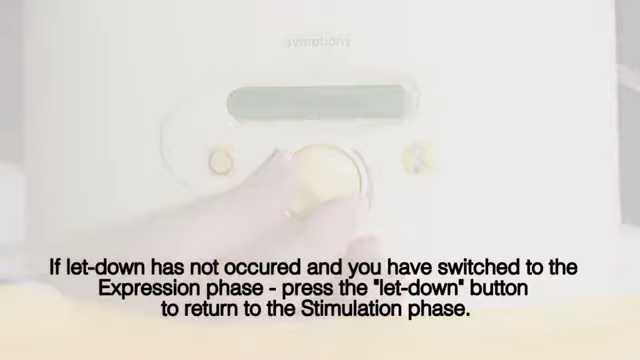 symphony
If let-down has not occured and you have switched to the
Expression phase - press the "let-down" button
to return to the Stimulation phase.